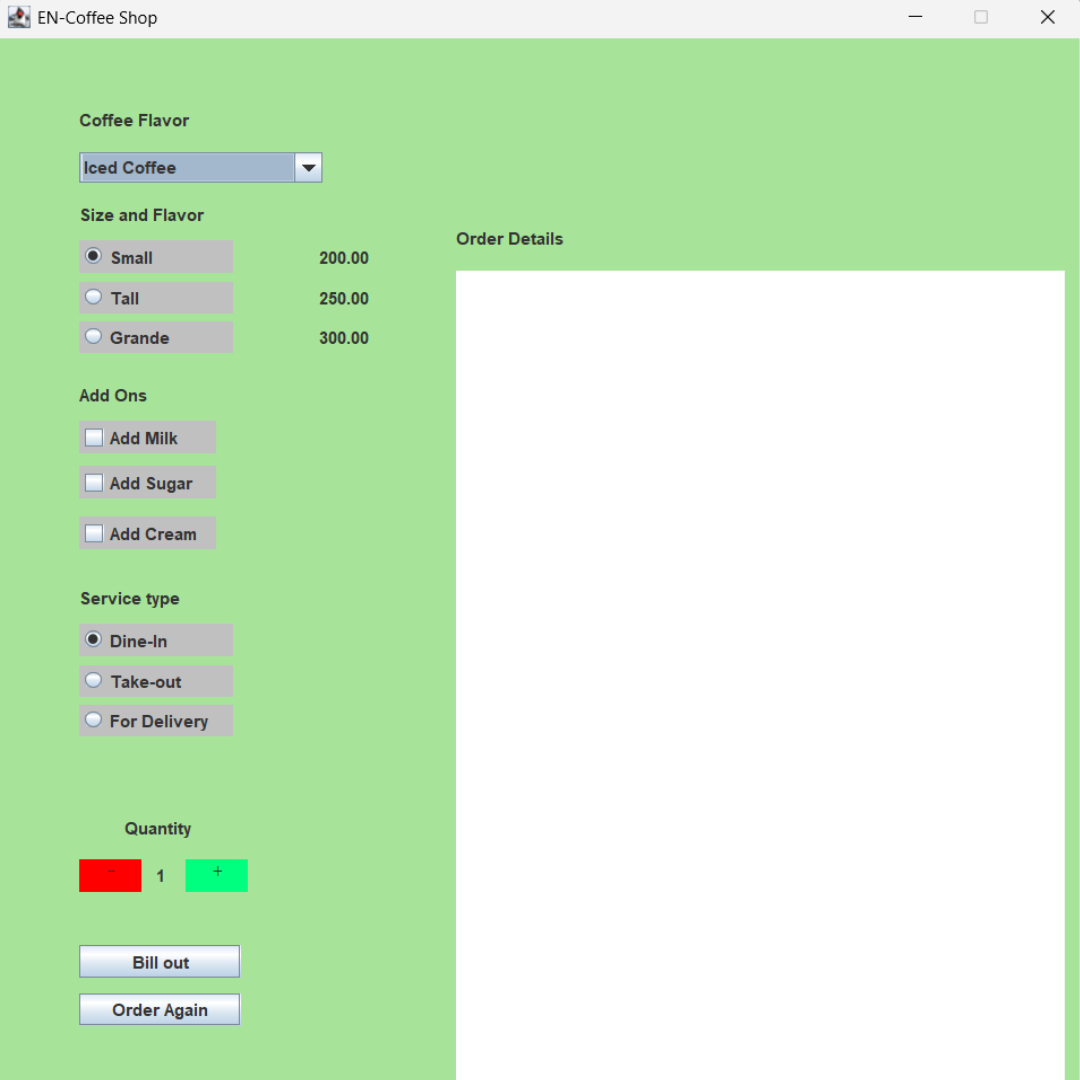 EN-Coffee Shop
Coffee Flavor
Iced Coffee
Size and Flavor
Small 200.00
Tall 250.00
Grande 300.00
Add Ons
Add Milk
Add Sugar
Add Cream
Service type
Dine-In
Take-out
For Delivery
Quantity
- 1 +
Bill out
Order Again
Order Details